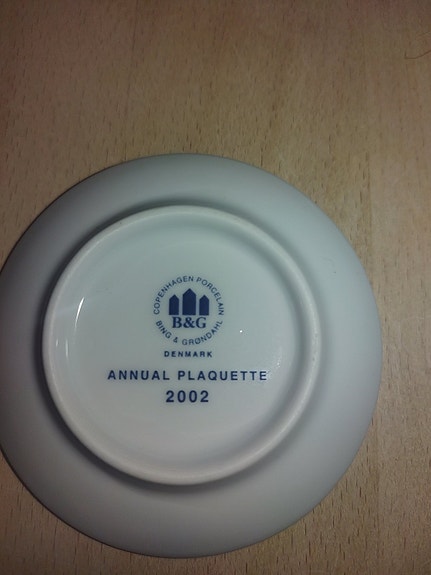 COPENHAGEN PORCELAIN
B&G
BING & GRØNDAHL
DENMARK
ANNUAL PLAQUETTE
2002